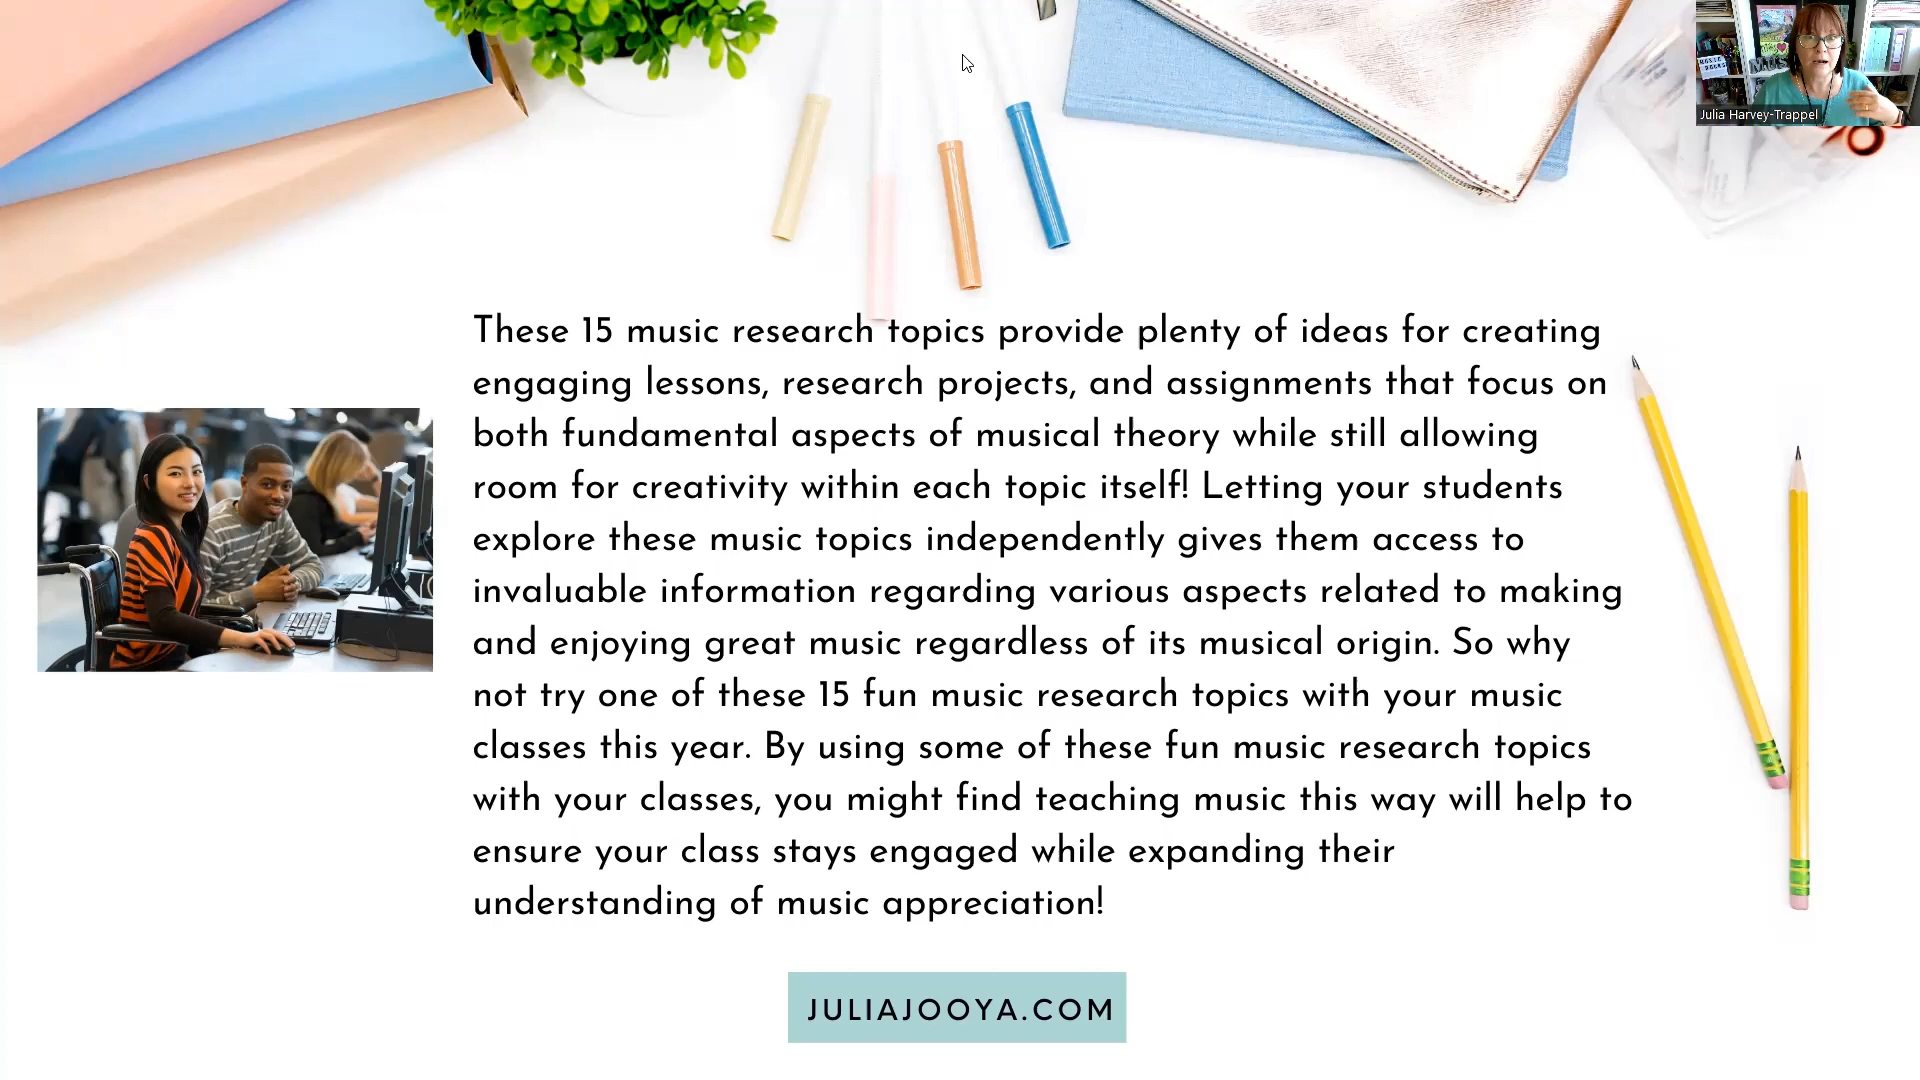 MUSIC
ROCKS
Julia Harvey-Trappel
These 15 music research topics provide plenty of ideas for creating
engaging lessons, research projects, and assignments that focus on
both fundamental aspects of musical theory while still allowing
room for creativity within each topic itself! Letting your students
explore these music topics independently gives them access to
invaluable information regarding various aspects related to making
and enjoying great music regardless of its musical origin. So why
not try one of these 15 fun music research topics with your music
classes this year. By using some of these fun music research topics
with your classes, you might find teaching music this way will help to
ensure your class stays engaged while expanding their
understanding of music appreciation!
JULIAJOOYA.COM